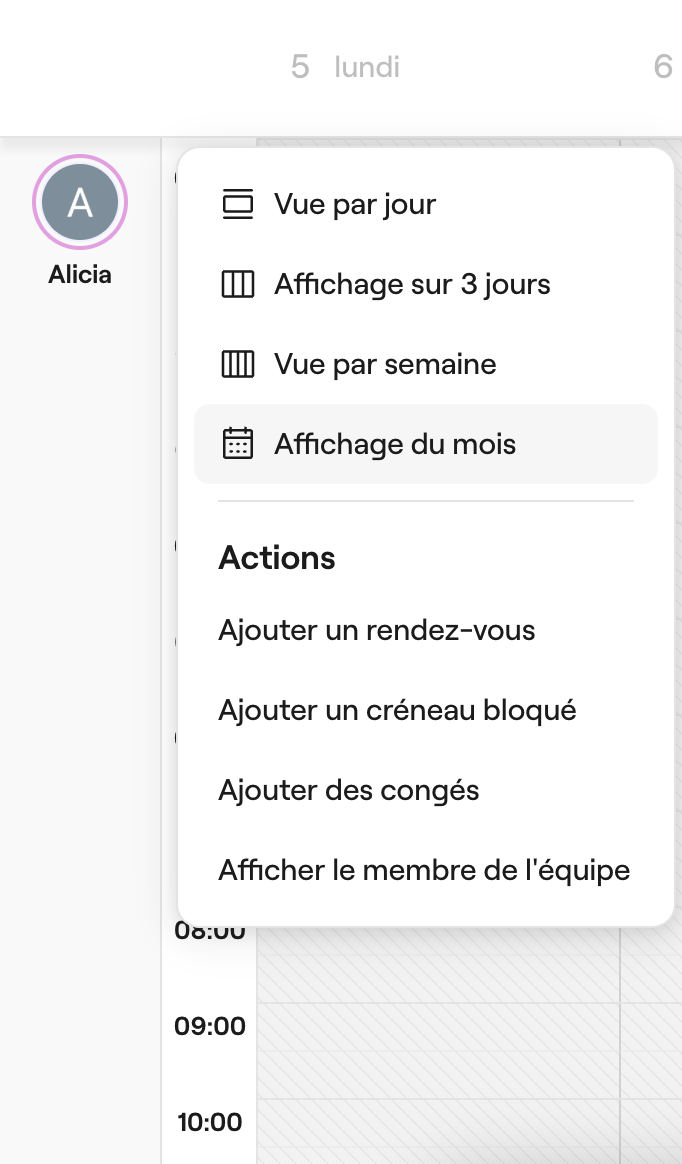 5 lundi
6
A
Alicia
Vue par jour
Affichage sur 3 jours
Vue par semaine
Affichage du mois
Actions
Ajouter un rendez-vous
Ajouter un créneau bloqué
Ajouter des congés
Afficher le membre de l'équipe
08:00
09:00
10:00